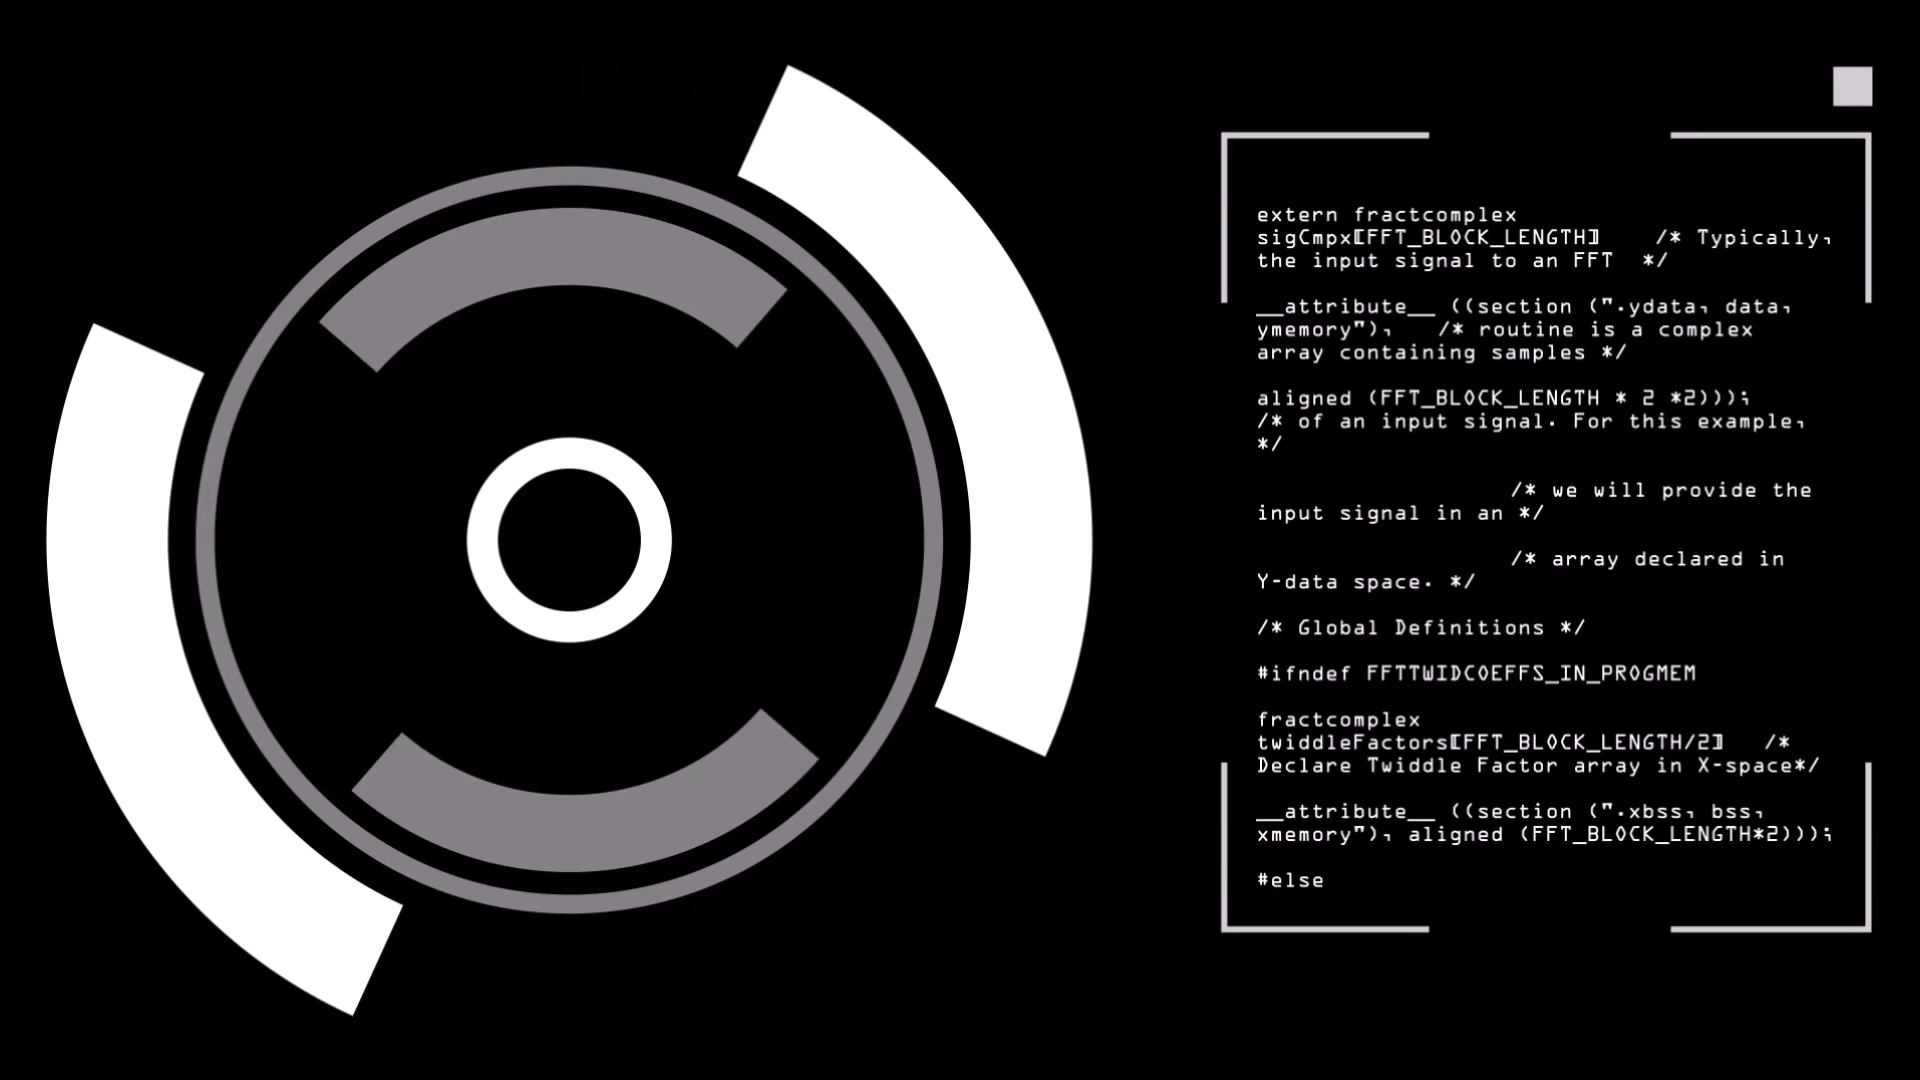 extern fractcomplex
sigCmpx[FFT_BLOCK_LENGTH]    /* Typically,
the input signal to an FFT  */
__attribute__ ((section (".ydata, data,
ymemory"),   /* routine is a complex
array containing samples */
aligned (FFT_BLOCK_LENGTH * 2 *2)));
/* of an input signal. For this example,
*/
/* we will provide the
input signal in an */
/* array declared in
Y-data space. */
/* Global Definitions */
#ifndef FFTTWIDCOEFFS_IN_PROGMEM
fractcomplex
twiddleFactors[FFT_BLOCK_LENGTH/2]   /*
Declare Twiddle Factor array in X-space*/
__attribute__ ((section (".xbss, bss,
xmemory"), aligned (FFT_BLOCK_LENGTH*2)));
#else